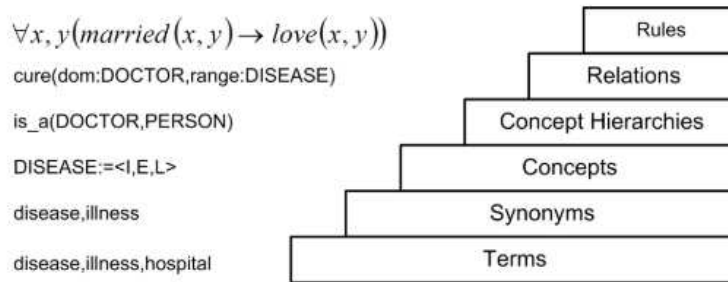 ∀x, y(married(x, y) → love(x, y))
Rules
cure(dom:DOCTOR,range:DISEASE)
Relations
is_a(DOCTOR,PERSON)
Concept Hierarchies
DISEASE:=<I,E,L>
Concepts
disease,illness
Synonyms
disease,illness,hospital
Terms